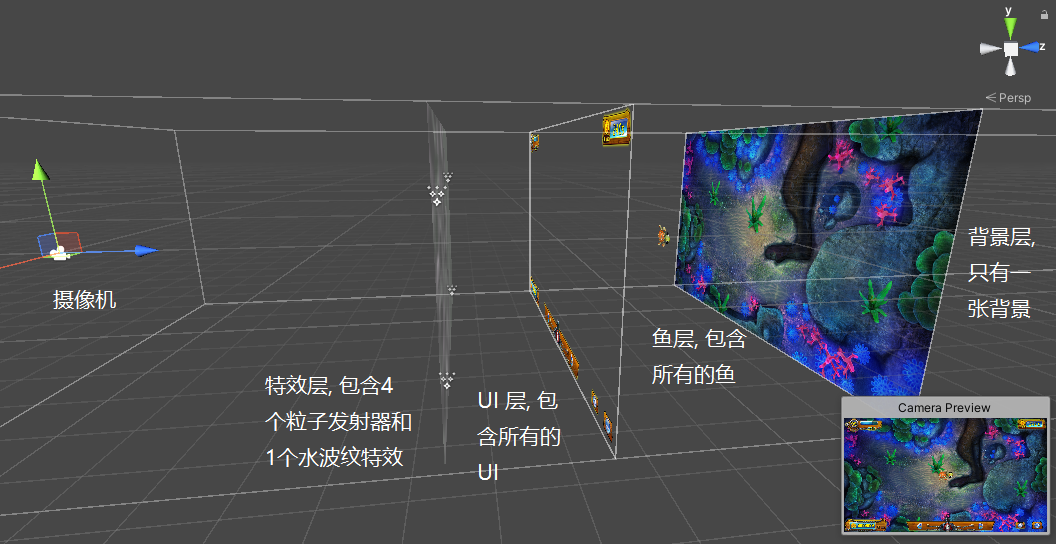 y
z
Persp
背景层,
只有一
张背景
摄像机
鱼层, 包含
所有的鱼
特效层, 包含4
个粒子发射器和
1个水波纹特效
UI 层, 包
含所有的
UI
Camera Preview